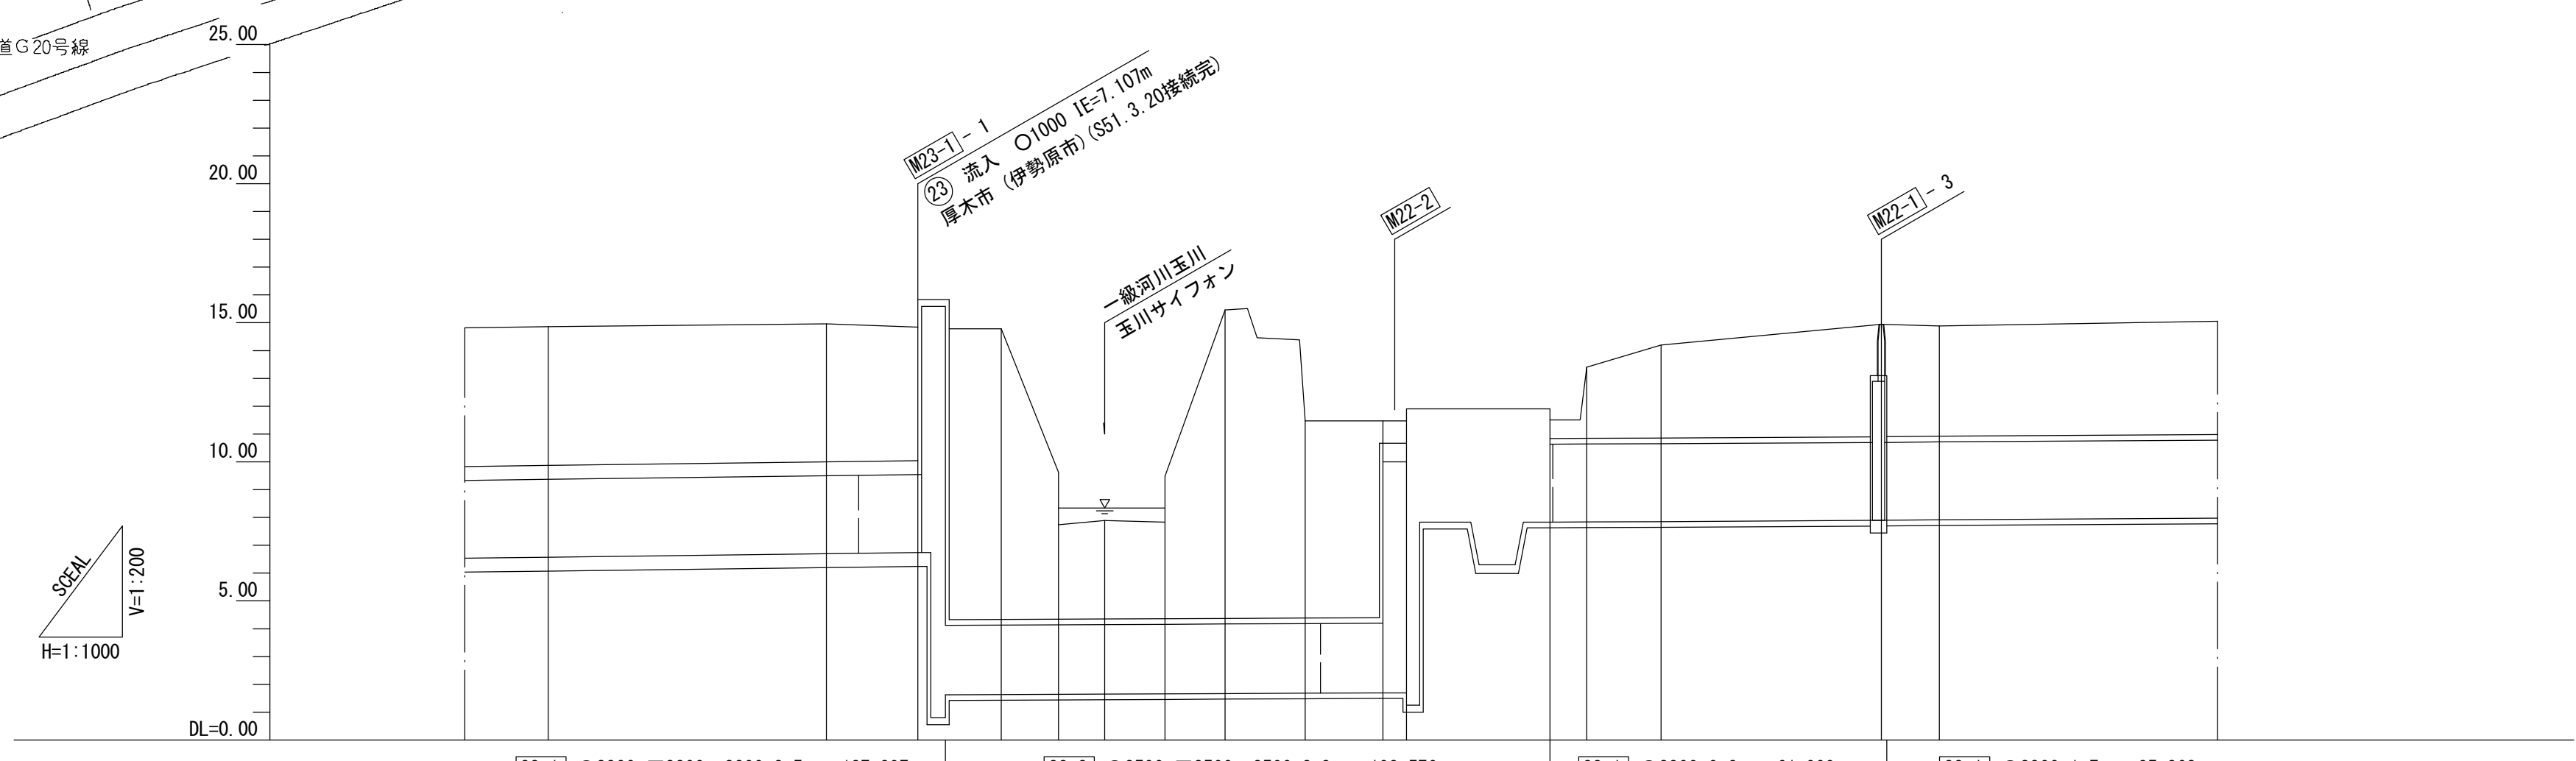 道G20号線
25.00
M23-1 - 1
㉓ 流入 ○1000 IE=7.107m
厚木市(伊勢原市)(S51.3.20接続完)
20.00
M22-2
M22-1 - 3
一級河川玉川
玉川サイフォン
15.00
10.00
5.00
SCEAL
V=1:200
H=1:1000
DL=0.00